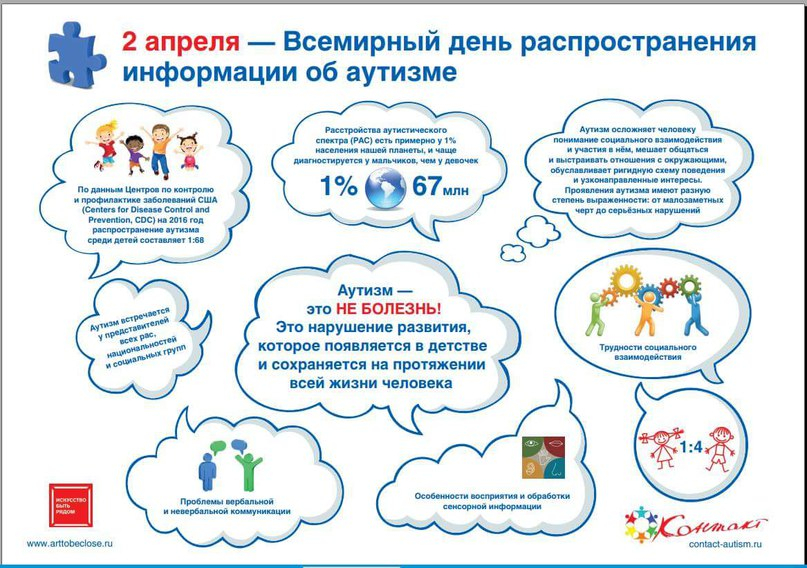 2 апреля — Всемирный день распространения
информации об аутизме
По данным Центров по контролю
и профилактике заболеваний США
(Centers for Disease Control and
Prevention, CDC) на 2016 год
распространение аутизма
среди детей составляет 1:68
Расстройства аутистического
спектра (РАС) есть примерно у 1%
населения нашей планеты, и чаще
диагностируется у мальчиков, чем у девочек
1% 67 млн
Аутизм осложняет человеку
понимание социального взаимодействия
и участия в нём, мешает общаться
и выстраивать отношения с окружающими,
обуславливает ригидную схему поведения
и узконаправленные интересы.
Проявления аутизма имеют разную
степень выраженности: от малозаметных
черт до серьёзных нарушений
Аутизм встречается
у представителей
всех рас,
национальностей
и социальных групп
Аутизм —
это НЕ БОЛЕЗНЬ!
Это нарушение развития,
которое появляется в детстве
и сохраняется на протяжении
всей жизни человека
Трудности социального
взаимодействия
1:4
Проблемы вербальной
и невербальной коммуникации
Особенности восприятия и обработки
сенсорной информации
ИСКУССТВО
БЫТЬ
РЯДОМ
www.arttobeclose.ru
Контакт
contact-autism.ru